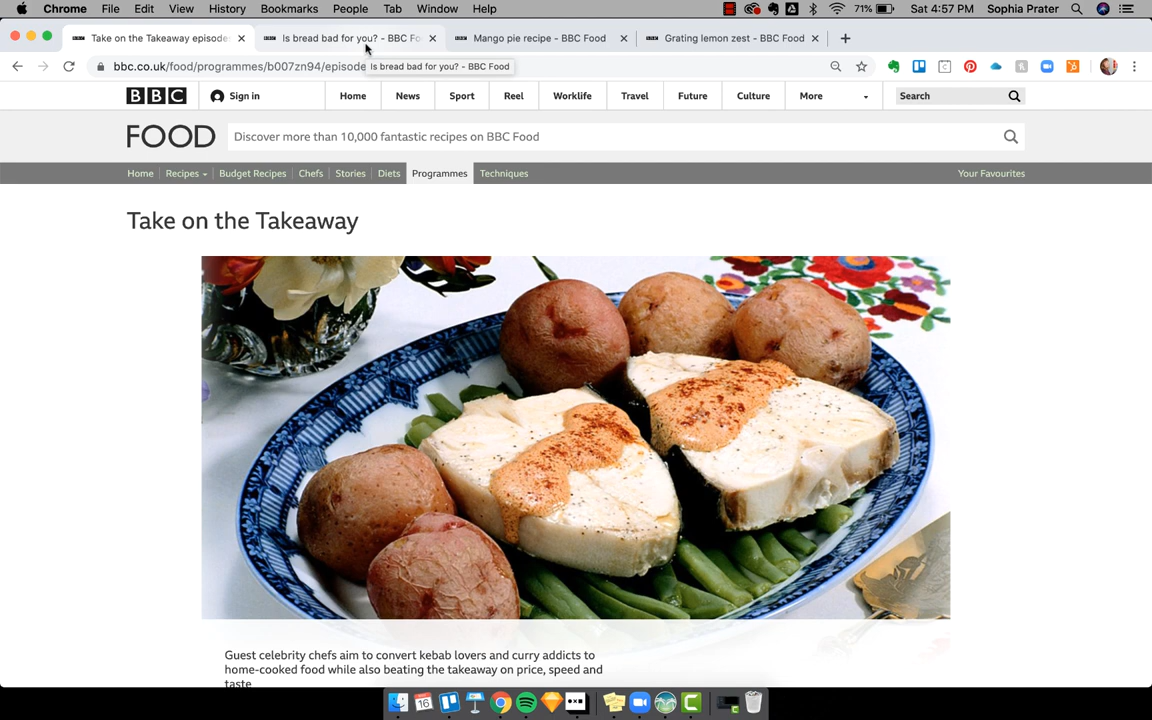 Chrome File Edit View History Bookmarks People Tab Window Help 71% Sat 4:57 PM Sophia Prater
Take on the Takeaway episode Is bread bad for you? - BBC Fo Mango pie recipe - BBC Food Grating lemon zest - BBC Food
bbc.co.uk/food/programmes/b007zn94/episode Is bread bad for you? - BBC Food
BBC Sign in Home News Sport Reel Worklife Travel Future Culture More Search
FOOD Discover more than 10,000 fantastic recipes on BBC Food
Home Recipes Budget Recipes Chefs Stories Diets Programmes Techniques Your Favourites
Take on the Takeaway
Guest celebrity chefs aim to convert kebab lovers and curry addicts to
home-cooked food while also beating the takeaway on price, speed and
taste
16